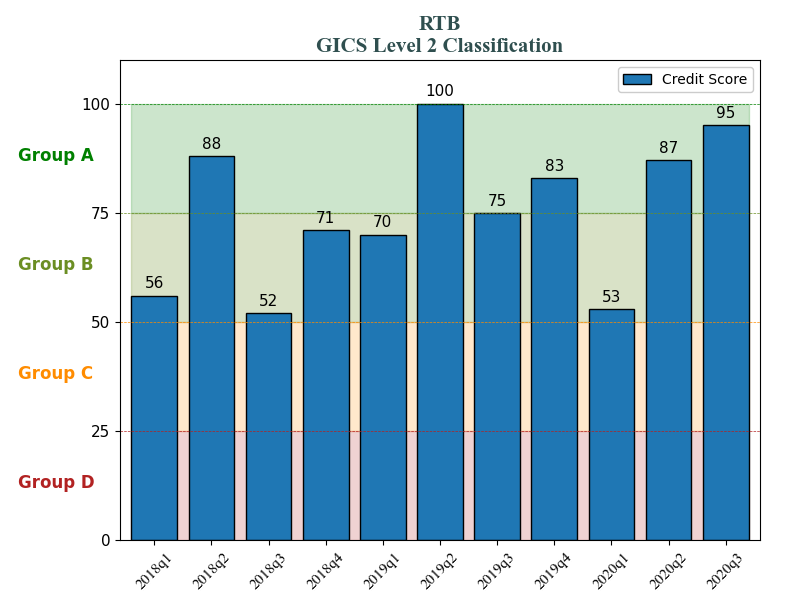 RTB
GICS Level 2 Classification
Credit Score
100
75
50
25
0
Group A
Group B
Group C
Group D
56
88
52
71
70
100
75
83
53
87
95
2018q1
2018q2
2018q3
2018q4
2019q1
2019q2
2019q3
2019q4
2020q1
2020q2
2020q3